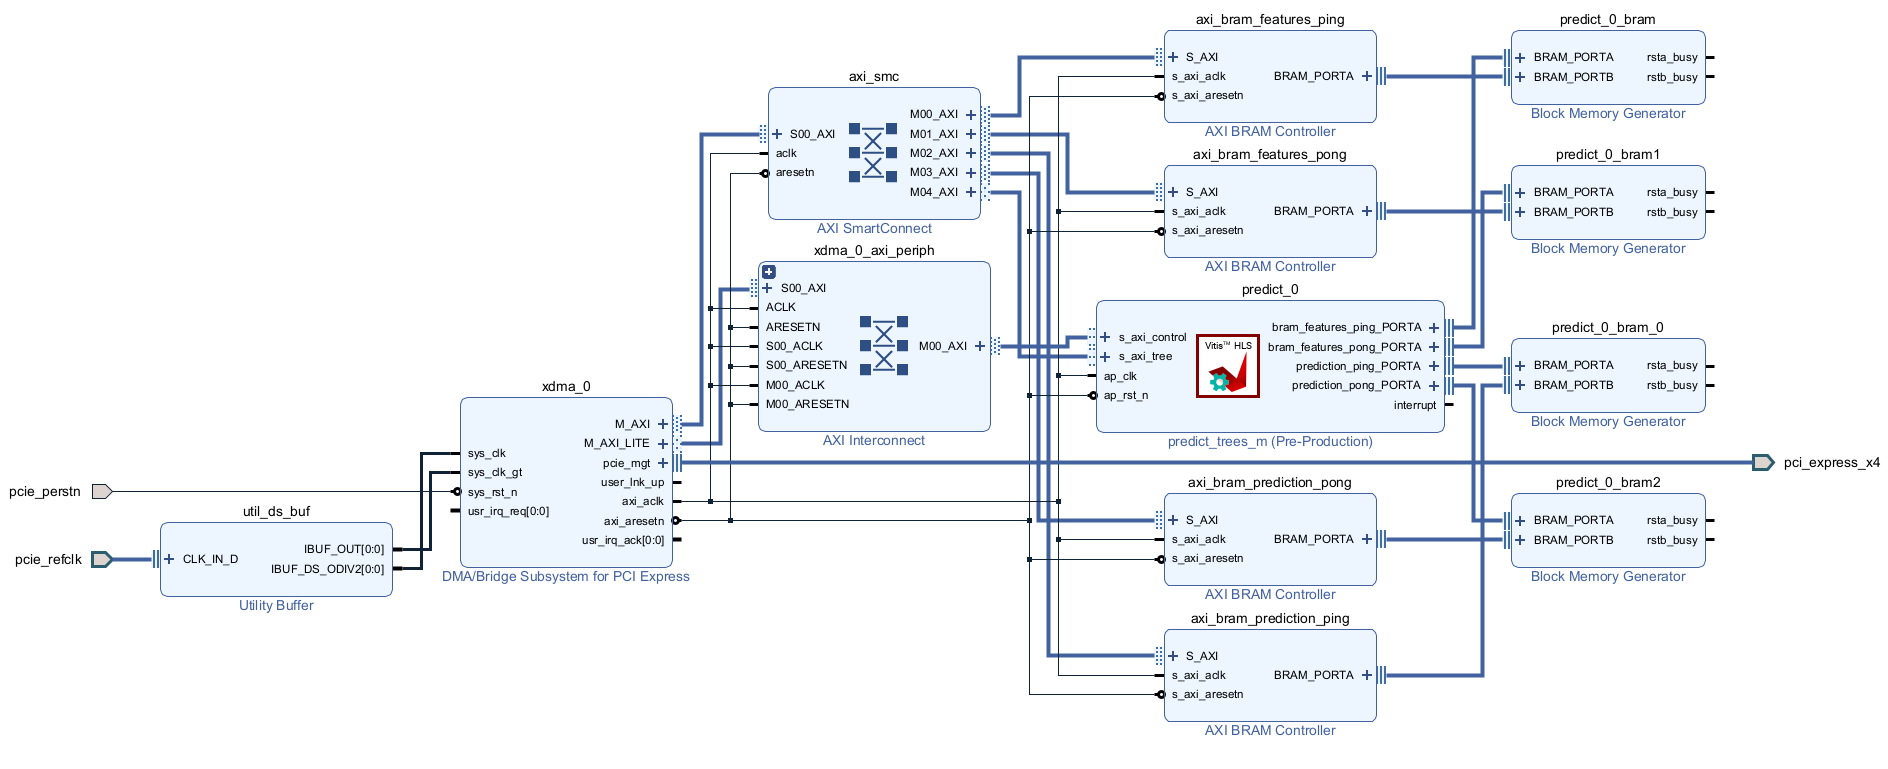 pcie_perstn
pcie_refclk
util_ds_buf
CLK_IN_D
IBUF_OUT[0:0]
IBUF_DS_ODIV2[0:0]
Utility Buffer
xdma_0
sys_clk
sys_clk_gt
sys_rst_n
usr_irq_req[0:0]
M_AXI
M_AXI_LITE
pcie_mgt
user_lnk_up
axi_aclk
axi_aresetn
usr_irq_ack[0:0]
DMA/Bridge Subsystem for PCI Express
axi_smc
S00_AXI
aclk
aresetn
M00_AXI
M01_AXI
M02_AXI
M03_AXI
M04_AXI
AXI SmartConnect
xdma_0_axi_periph
S00_AXI
ACLK
ARESETN
S00_ACLK
S00_ARESETN
M00_ACLK
M00_ARESETN
M00_AXI
AXI Interconnect
axi_bram_features_ping
S_AXI
s_axi_aclk
s_axi_aresetn
BRAM_PORTA
AXI BRAM Controller
axi_bram_features_pong
S_AXI
s_axi_aclk
s_axi_aresetn
BRAM_PORTA
AXI BRAM Controller
predict_0
s_axi_control
s_axi_tree
ap_clk
ap_rst_n
Vitis™ HLS
bram_features_ping_PORTA
bram_features_pong_PORTA
prediction_ping_PORTA
prediction_pong_PORTA
interrupt
predict_trees_m (Pre-Production)
axi_bram_prediction_pong
S_AXI
s_axi_aclk
s_axi_aresetn
BRAM_PORTA
AXI BRAM Controller
axi_bram_prediction_ping
S_AXI
s_axi_aclk
s_axi_aresetn
BRAM_PORTA
AXI BRAM Controller
predict_0_bram
BRAM_PORTA
BRAM_PORTB
rsta_busy
rstb_busy
Block Memory Generator
predict_0_bram1
BRAM_PORTA
BRAM_PORTB
rsta_busy
rstb_busy
Block Memory Generator
predict_0_bram_0
BRAM_PORTA
BRAM_PORTB
rsta_busy
rstb_busy
Block Memory Generator
pci_express_x4
predict_0_bram2
BRAM_PORTA
BRAM_PORTB
rsta_busy
rstb_busy
Block Memory Generator